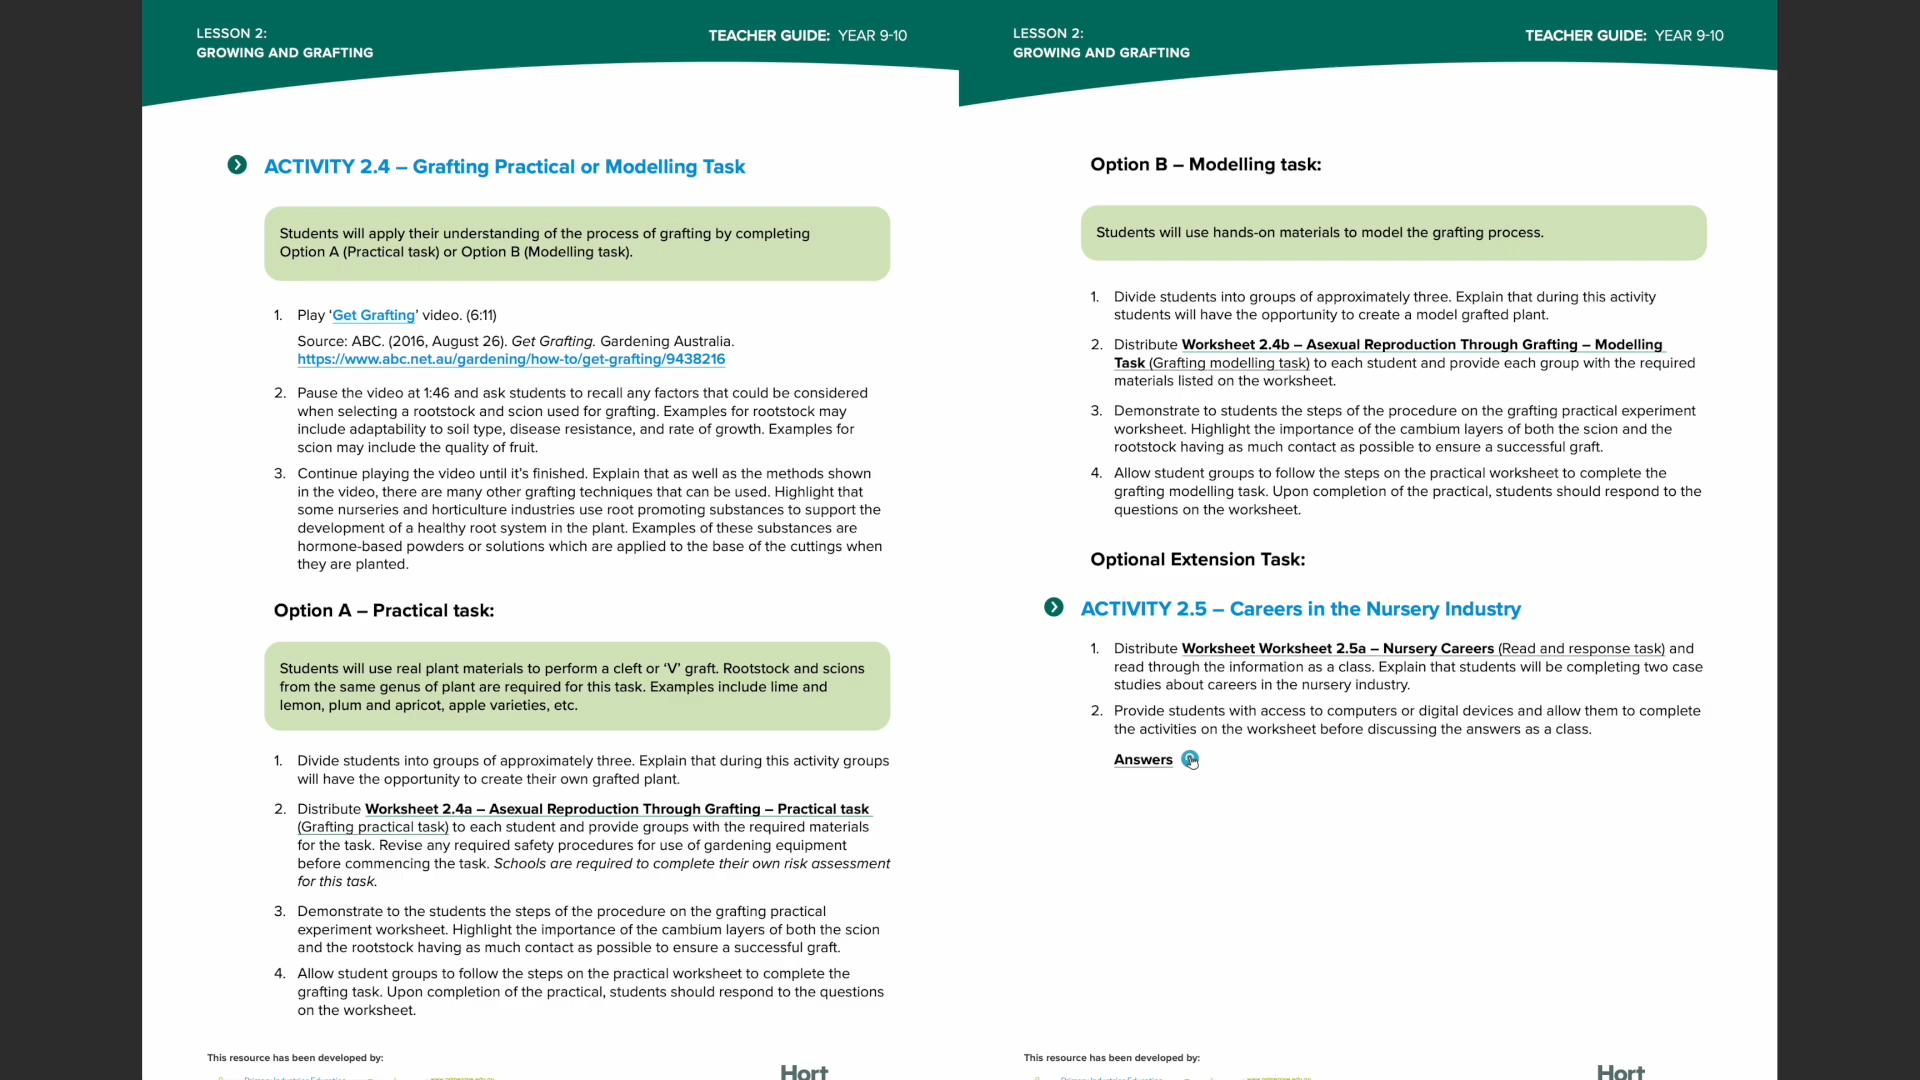 LESSON 2:
GROWING AND GRAFTING
TEACHER GUIDE: YEAR 9-10
ACTIVITY 2.4 – Grafting Practical or Modelling Task
Students will apply their understanding of the process of grafting by completing
Option A (Practical task) or Option B (Modelling task).
1. Play ‘Get Grafting’ video. (6:11)
Source: ABC. (2016, August 26). Get Grafting. Gardening Australia.
https://www.abc.net.au/gardening/how-to/get-grafting/9438216
2. Pause the video at 1:46 and ask students to recall any factors that could be considered
when selecting a rootstock and scion used for grafting. Examples for rootstock may
include adaptability to soil type, disease resistance, and rate of growth. Examples for
scion may include the quality of fruit.
3. Continue playing the video until it’s finished. Explain that as well as the methods shown
in the video, there are many other grafting techniques that can be used. Highlight that
some nurseries and horticulture industries use root promoting substances to support the
development of a healthy root system in the plant. Examples of these substances are
hormone-based powders or solutions which are applied to the base of the cuttings when
they are planted.
Option A – Practical task:
Students will use real plant materials to perform a cleft or ‘V’ graft. Rootstock and scions
from the same genus of plant are required for this task. Examples include lime and
lemon, plum and apricot, apple varieties, etc.
1. Divide students into groups of approximately three. Explain that during this activity groups
will have the opportunity to create their own grafted plant.
2. Distribute Worksheet 2.4a – Asexual Reproduction Through Grafting – Practical task
(Grafting practical task) to each student and provide groups with the required materials
for the task. Revise any required safety procedures for use of gardening equipment
before commencing the task. Schools are required to complete their own risk assessment
for this task.
3. Demonstrate to the students the steps of the procedure on the grafting practical
experiment worksheet. Highlight the importance of the cambium layers of both the scion
and the rootstock having as much contact as possible to ensure a successful graft.
4. Allow student groups to follow the steps on the practical worksheet to complete the
grafting task. Upon completion of the practical, students should respond to the questions
on the worksheet.
This resource has been developed by:
Primary Industries Education
Hort
LESSON 2:
GROWING AND GRAFTING
TEACHER GUIDE: YEAR 9-10
Option B – Modelling task:
Students will use hands-on materials to model the grafting process.
1. Divide students into groups of approximately three. Explain that during this activity
students will have the opportunity to create a model grafted plant.
2. Distribute Worksheet 2.4b – Asexual Reproduction Through Grafting – Modelling
Task (Grafting modelling task) to each student and provide each group with the required
materials listed on the worksheet.
3. Demonstrate to students the steps of the procedure on the grafting practical experiment
worksheet. Highlight the importance of the cambium layers of both the scion and the
rootstock having as much contact as possible to ensure a successful graft.
4. Allow student groups to follow the steps on the practical worksheet to complete the
grafting modelling task. Upon completion of the practical, students should respond to the
questions on the worksheet.
Optional Extension Task:
ACTIVITY 2.5 – Careers in the Nursery Industry
1. Distribute Worksheet Worksheet 2.5a – Nursery Careers (Read and response task) and
read through the information as a class. Explain that students will be completing two case
studies about careers in the nursery industry.
2. Provide students with access to computers or digital devices and allow them to complete
the activities on the worksheet before discussing the answers as a class.
Answers
This resource has been developed by:
Primary Industries Education
Hort